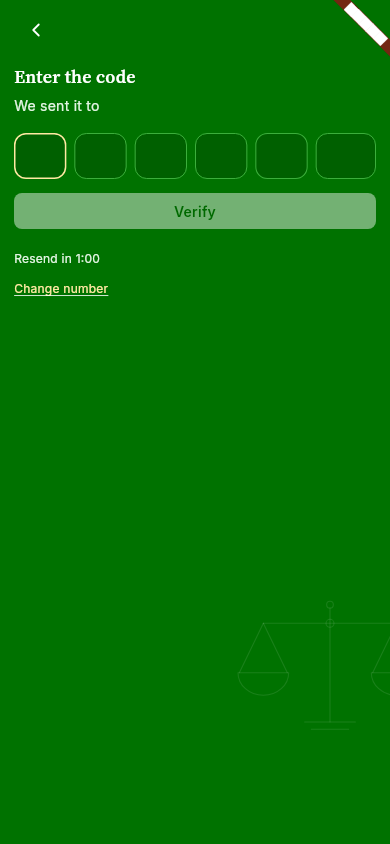 Enter the code
We sent it to
Verify
Resend in 1:00
Change number